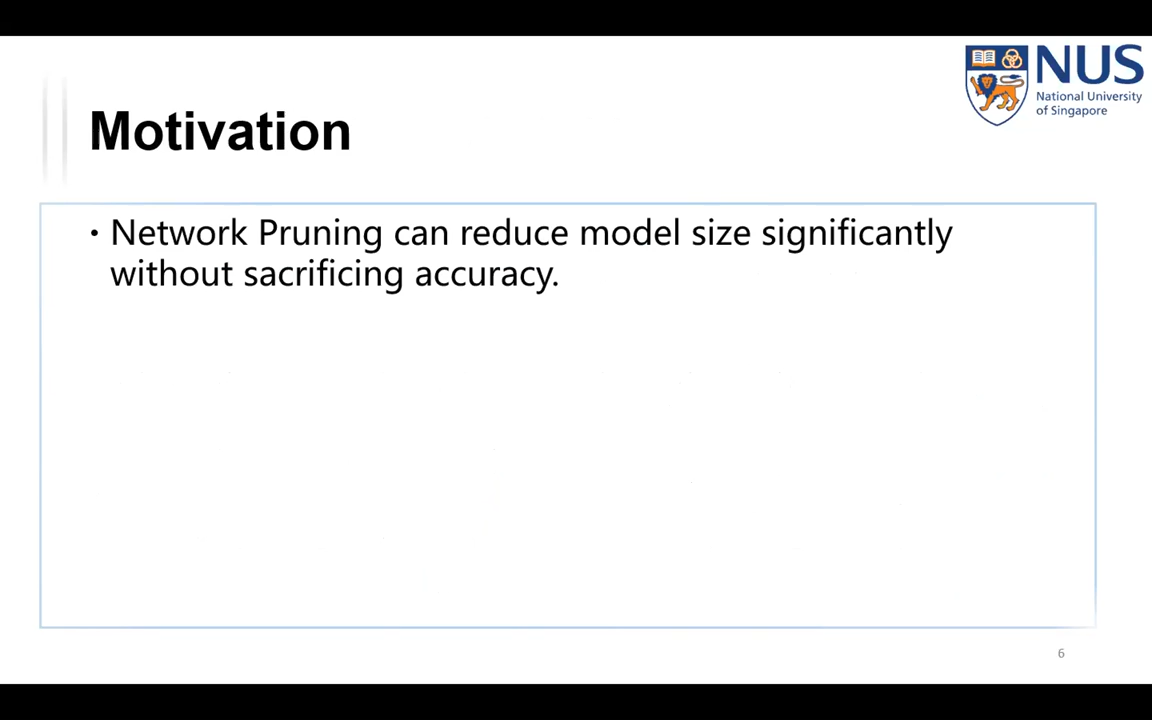 NUS
National University
of Singapore
Motivation
• Network Pruning can reduce model size significantly
without sacrificing accuracy.
6